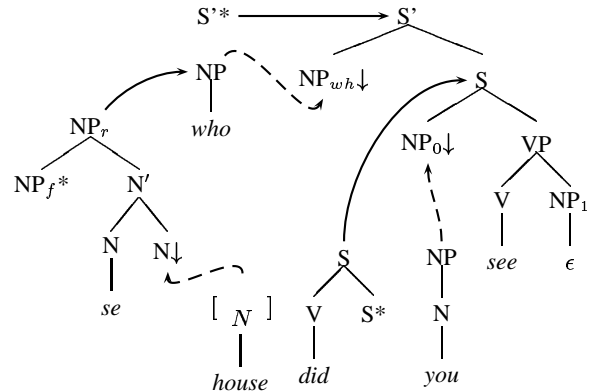 S'* S'
NP NP_wh↓ S
NP_r who NP_0↓ VP
NP_f* N′ V NP_1
N N↓ S NP see ϵ
se [ N ] V S* N
house did you